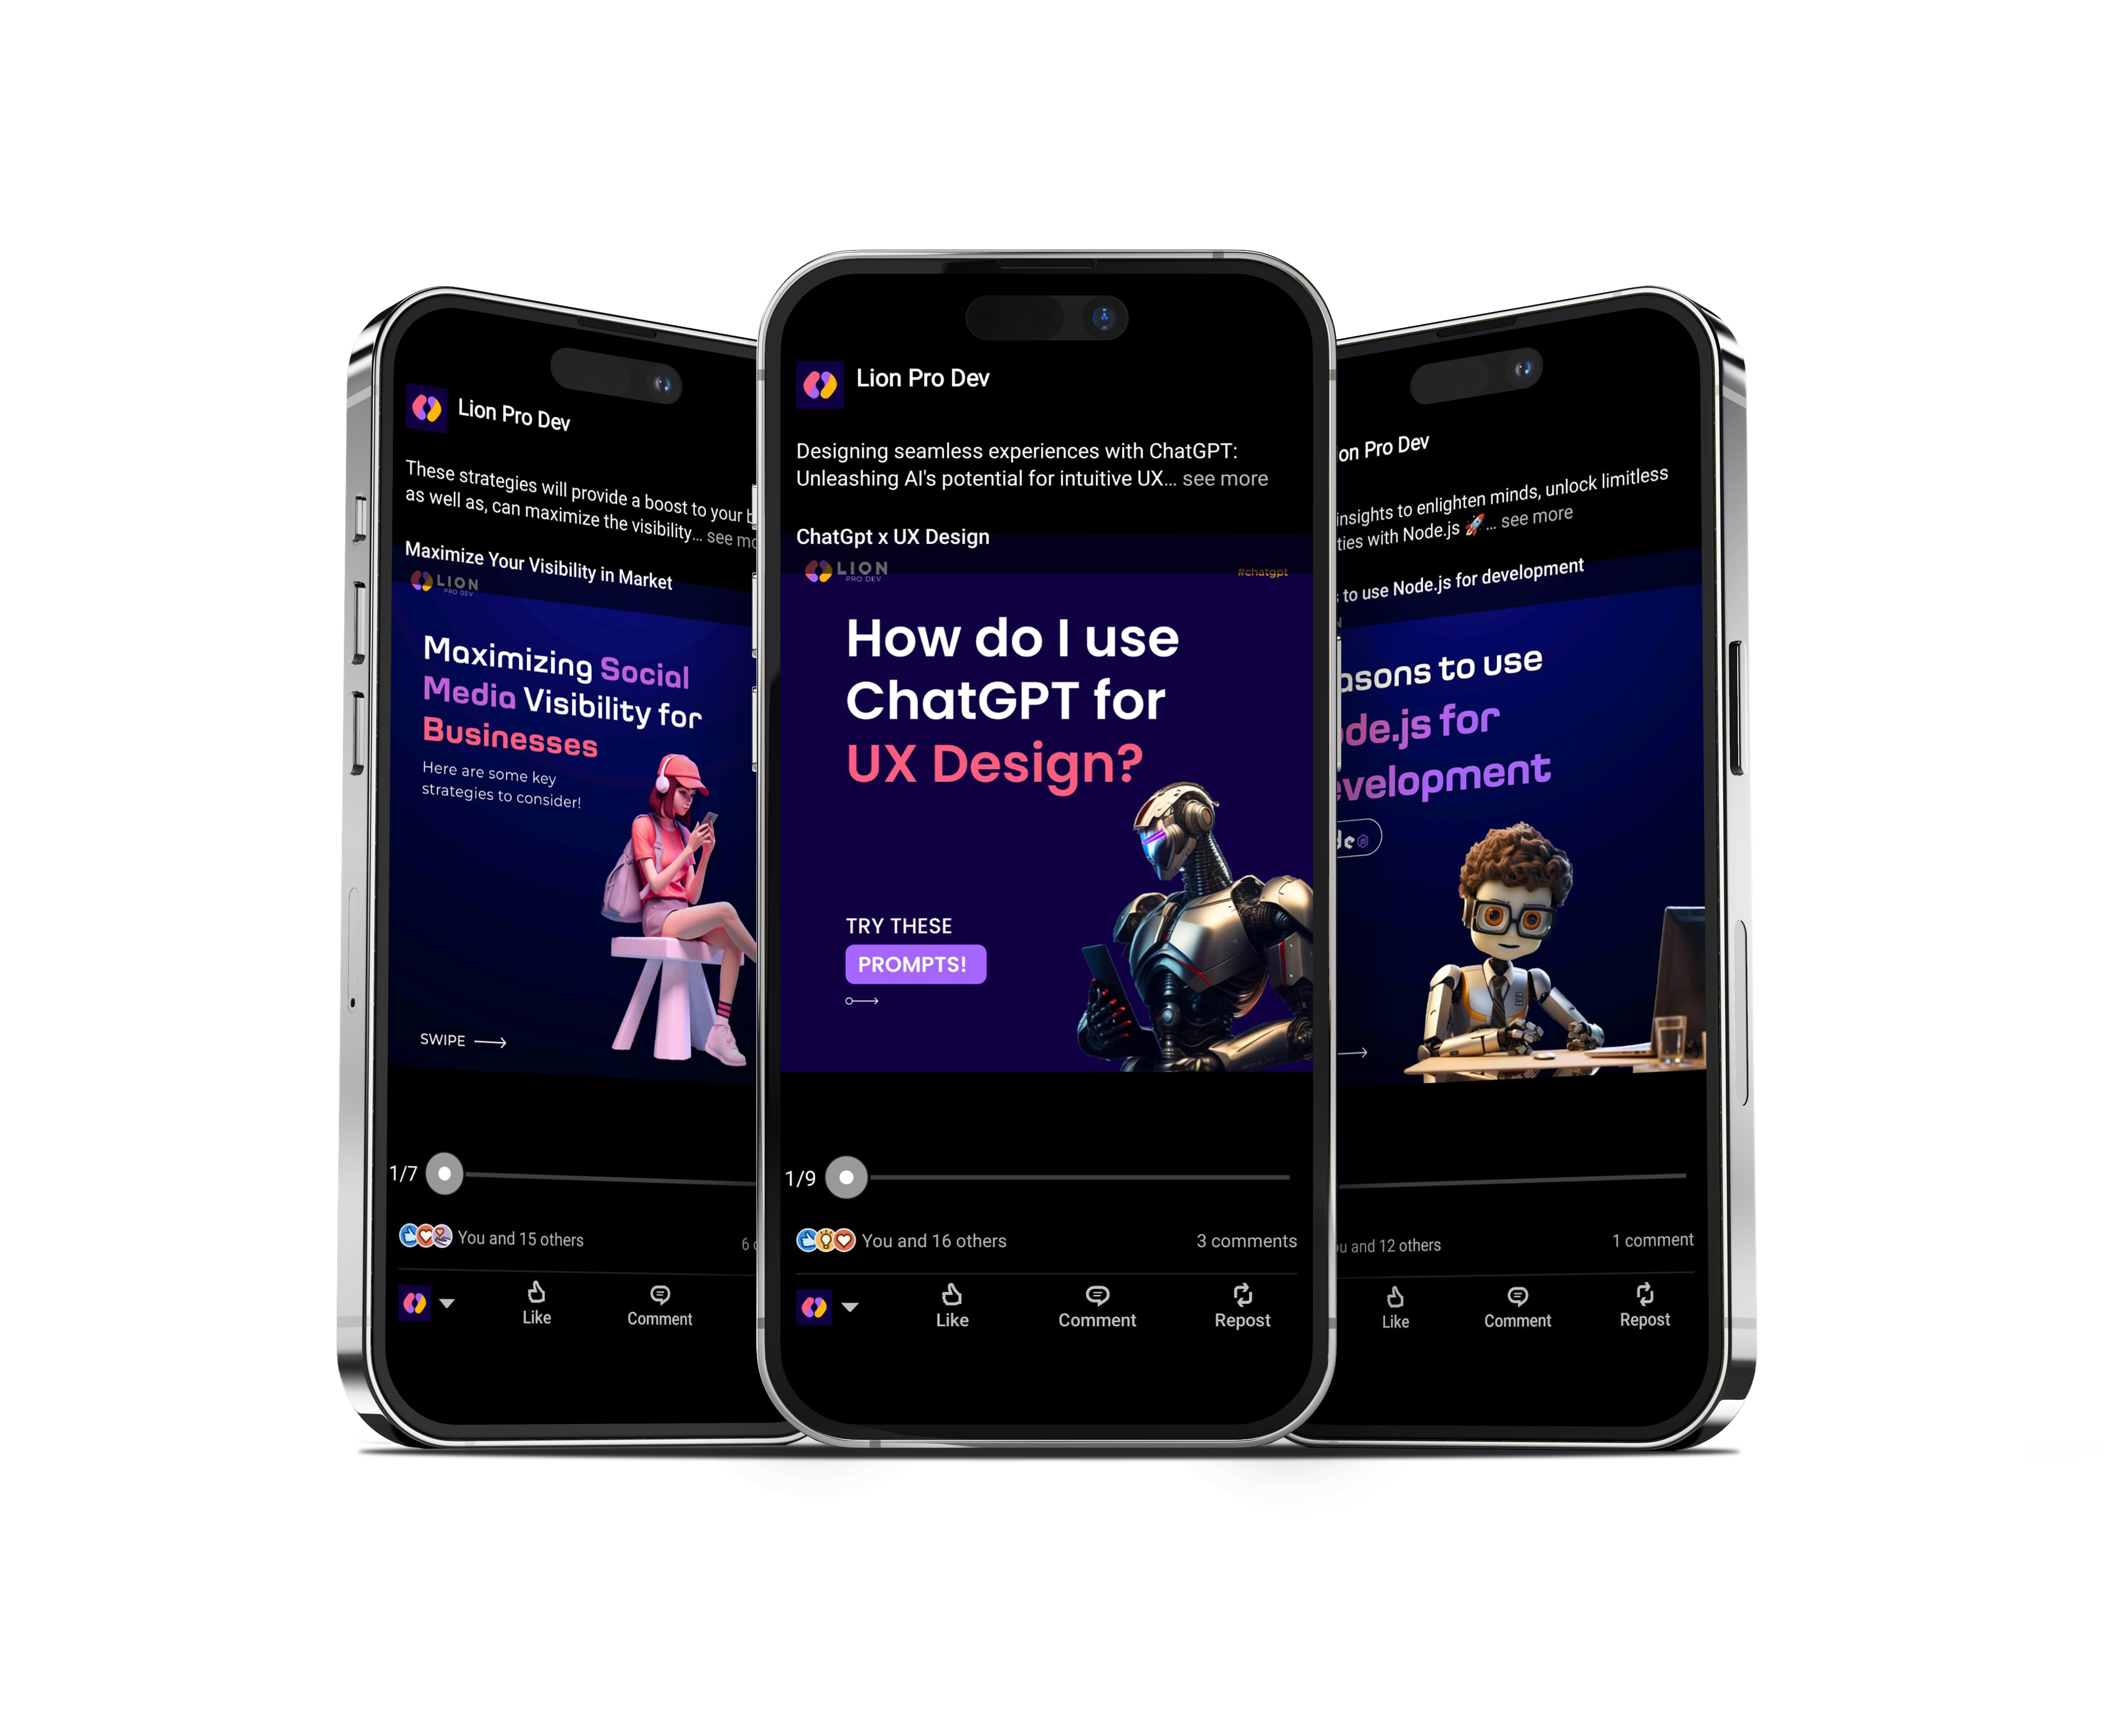 Lion Pro Dev
These strategies will provide a boost to your
as well as, can maximize the visibility... see
Maximize Your Visibility in Market
LION
PRO DEV
Maximizing Social
Media Visibility for
Businesses
Here are some key
strategies to consider!
SWIPE
1/7
You and 15 others
6
Like
Comment
Lion Pro Dev
Designing seamless experiences with ChatGPT:
Unleashing AI's potential for intuitive UX... see more
ChatGpt x UX Design
LION
PRO DEV
#chatgpt
How do I use
ChatGPT for
UX Design?
TRY THESE
PROMPTS!
1/9
You and 16 others
3 comments
Like
Comment
Repost
on Pro Dev
insights to enlighten minds, unlock limitless
ties with Node.js 🚀... see more
to use Node.js for development
asons to use
de.js for
velopment
de
u and 12 others
1 comment
Like
Comment
Repost